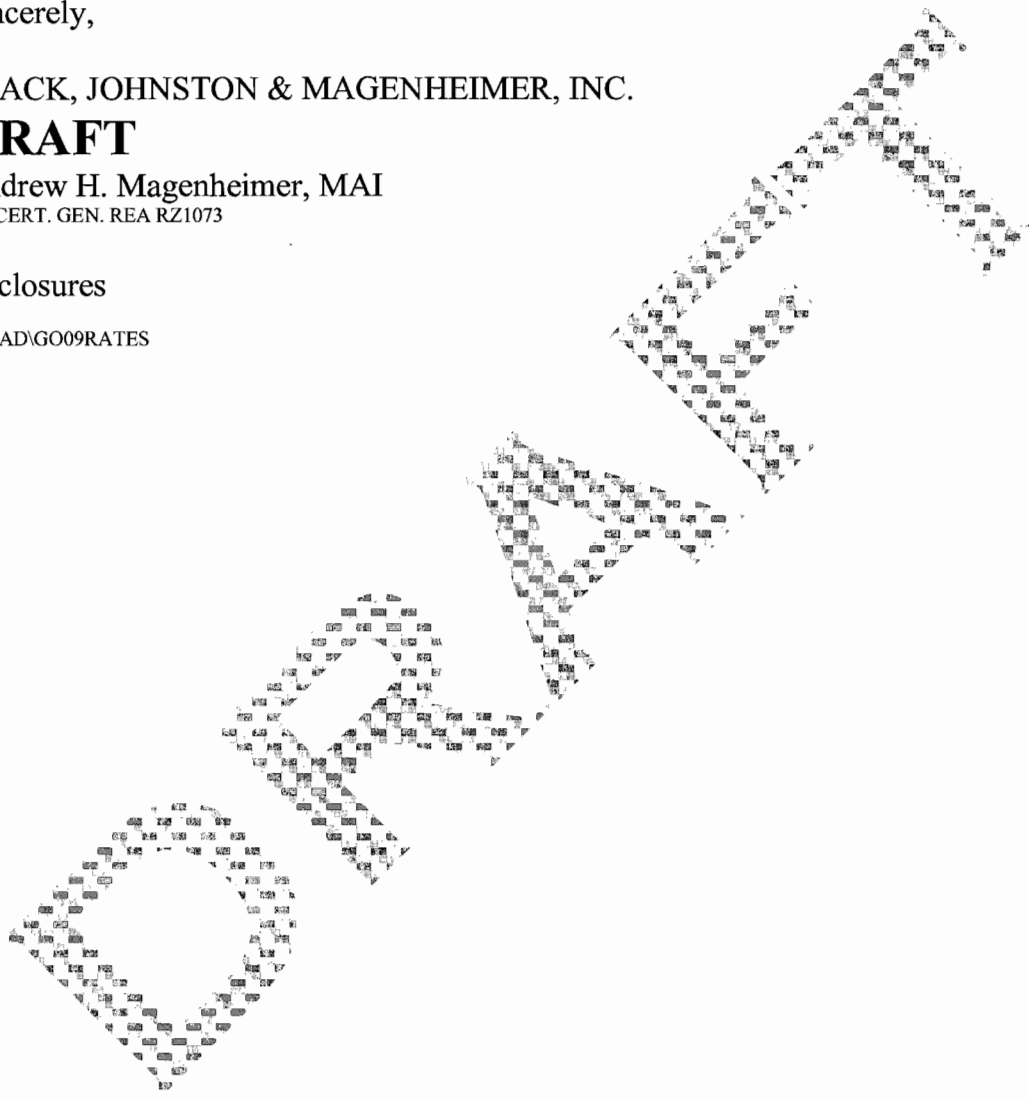 ncerely,
ACK, JOHNSTON & MAGENHEIMER, INC.
RAFT
drew H. Magenheimer, MAI
CERT. GEN. REA RZ1073
closures
AD\GO09RATES
DRAFT